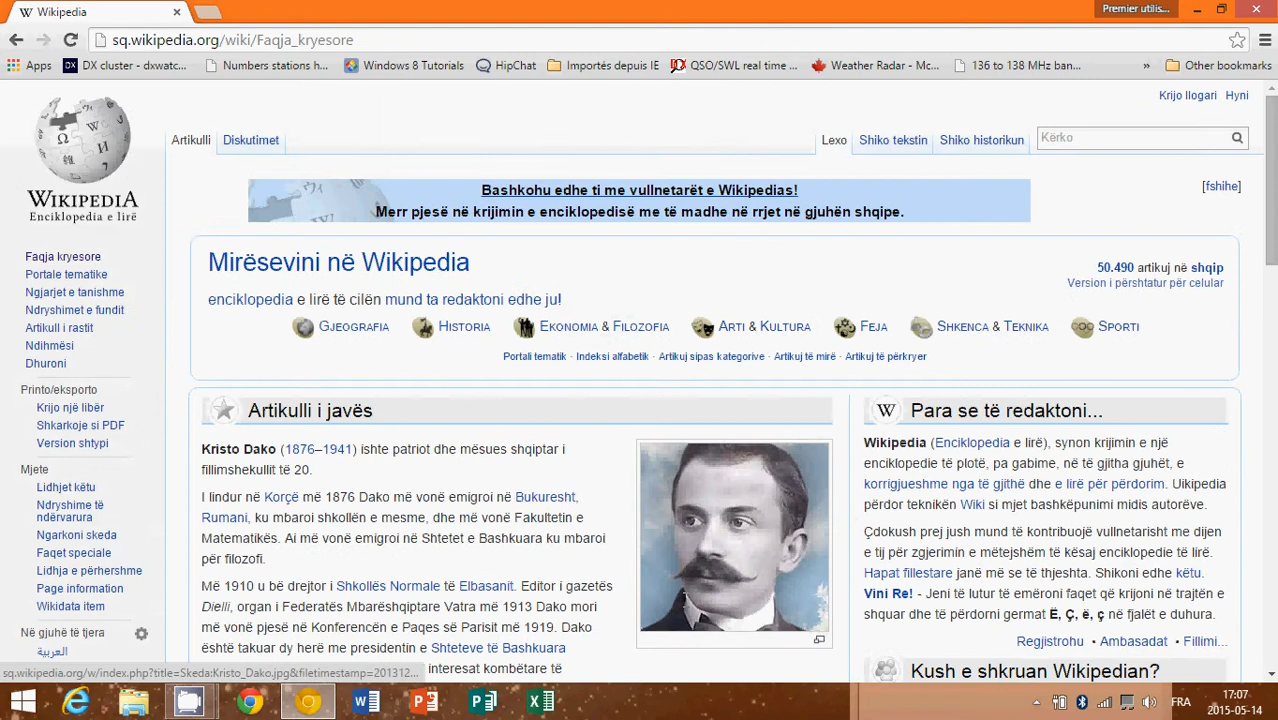 Wikipedia
Premier utilis...
sq.wikipedia.org/wiki/Faqja_kryesore
Apps
DX cluster - dxwatc...
Numbers stations h...
Windows 8 Tutorials
HipChat
Importés depuis IE
QSO/SWL real time ...
Weather Radar - Mc...
136 to 138 MHz ban...
»
Other bookmarks
Krijo llogari Hyni
WIKIPEDIA
Enciklopedia e lirë
Artikulli
Diskutimet
Lexo
Shiko tekstin
Shiko historikun
Kërko
Bashkohu edhe ti me vullnetarët e Wikipedias!
Merr pjesë në krijimin e enciklopedisë me të madhe në rrjet në gjuhën shqipe.
[fshihe]
Faqja kryesore
Portale tematike
Ngjarjet e tanishme
Ndryshimet e fundit
Artikull i rastit
Ndihmësi
Dhuroni
Printo/eksporto
Krijo një libër
Shkarkoje si PDF
Version shtypi
Mjete
Lidhjet këtu
Ndryshime të
ndërvarura
Ngarkoni skeda
Faqet speciale
Lidhja e përhershme
Page information
Wikidata item
Në gjuhë të tjera
العربية
Mirësevini në Wikipedia
enciklopedia e lirë të cilën mund ta redaktoni edhe ju!
50.490 artikuj në shqip
Version i përshtatur për celular
GJEOGRAFIA
HISTORIA
EKONOMIA & FILOZOFIA
ARTI & KULTURA
FEJA
SHKENCA & TEKNIKA
SPORTI
Portali tematik · Indeksi alfabetik · Artikuj sipas kategorive · Artikuj të mirë · Artikuj të përkryer
Artikulli i javës
Kristo Dako (1876–1941) ishte patriot dhe mësues shqiptar i
fillimshekullit të 20.
I lindur në Korçë më 1876 Dako më vonë emigroi në Bukuresht,
Rumani, ku mbaroi shkollën e mesme, dhe më vonë Fakultetin e
Matematikës. Ai më vonë emigroi në Shtetet e Bashkuara ku mbaroi
për filozofi.
Më 1910 u bë drejtor i Shkollës Normale të Elbasanit. Editor i gazetës
Dielli, organ i Federatës Mbarëshqiptare Vatra më 1913 Dako mori
më vonë pjesë në Konferencën e Paqes së Parisit më 1919. Dako
është takuar dy herë me presidentin e Shteteve të Bashkuara
interesat kombëtare të
Para se të redaktoni...
Wikipedia (Enciklopedia e lirë), synon krijimin e një
enciklopedie të plotë, pa gabime, në të gjitha gjuhët, e
korrigjueshme nga të gjithë dhe e lirë për përdorim. Uikipedia
përdor teknikën Wiki si mjet bashkëpunimi midis autorëve.
Çdokush prej jush mund të kontribuojë vullnetarisht me dijen
e tij për zgjerimin e mëtejshëm të kësaj enciklopedie të lirë.
Hapat fillestare janë më se të thjeshta. Shikoni edhe këtu.
Vini Re! - Jeni të lutur të emëroni faqet që krijoni në trajtën e
shquar dhe të përdorni germat Ë, Ç, ë, ç në fjalët e duhura.
Regjistrohu • Ambasadat • Fillimi...
Kush e shkruan Wikipedian?
sq.wikipedia.org/w/index.php?title=Skeda:Kristo_Dako.jpg&filetimestamp=201312...
FRA
17:07
2015-05-14